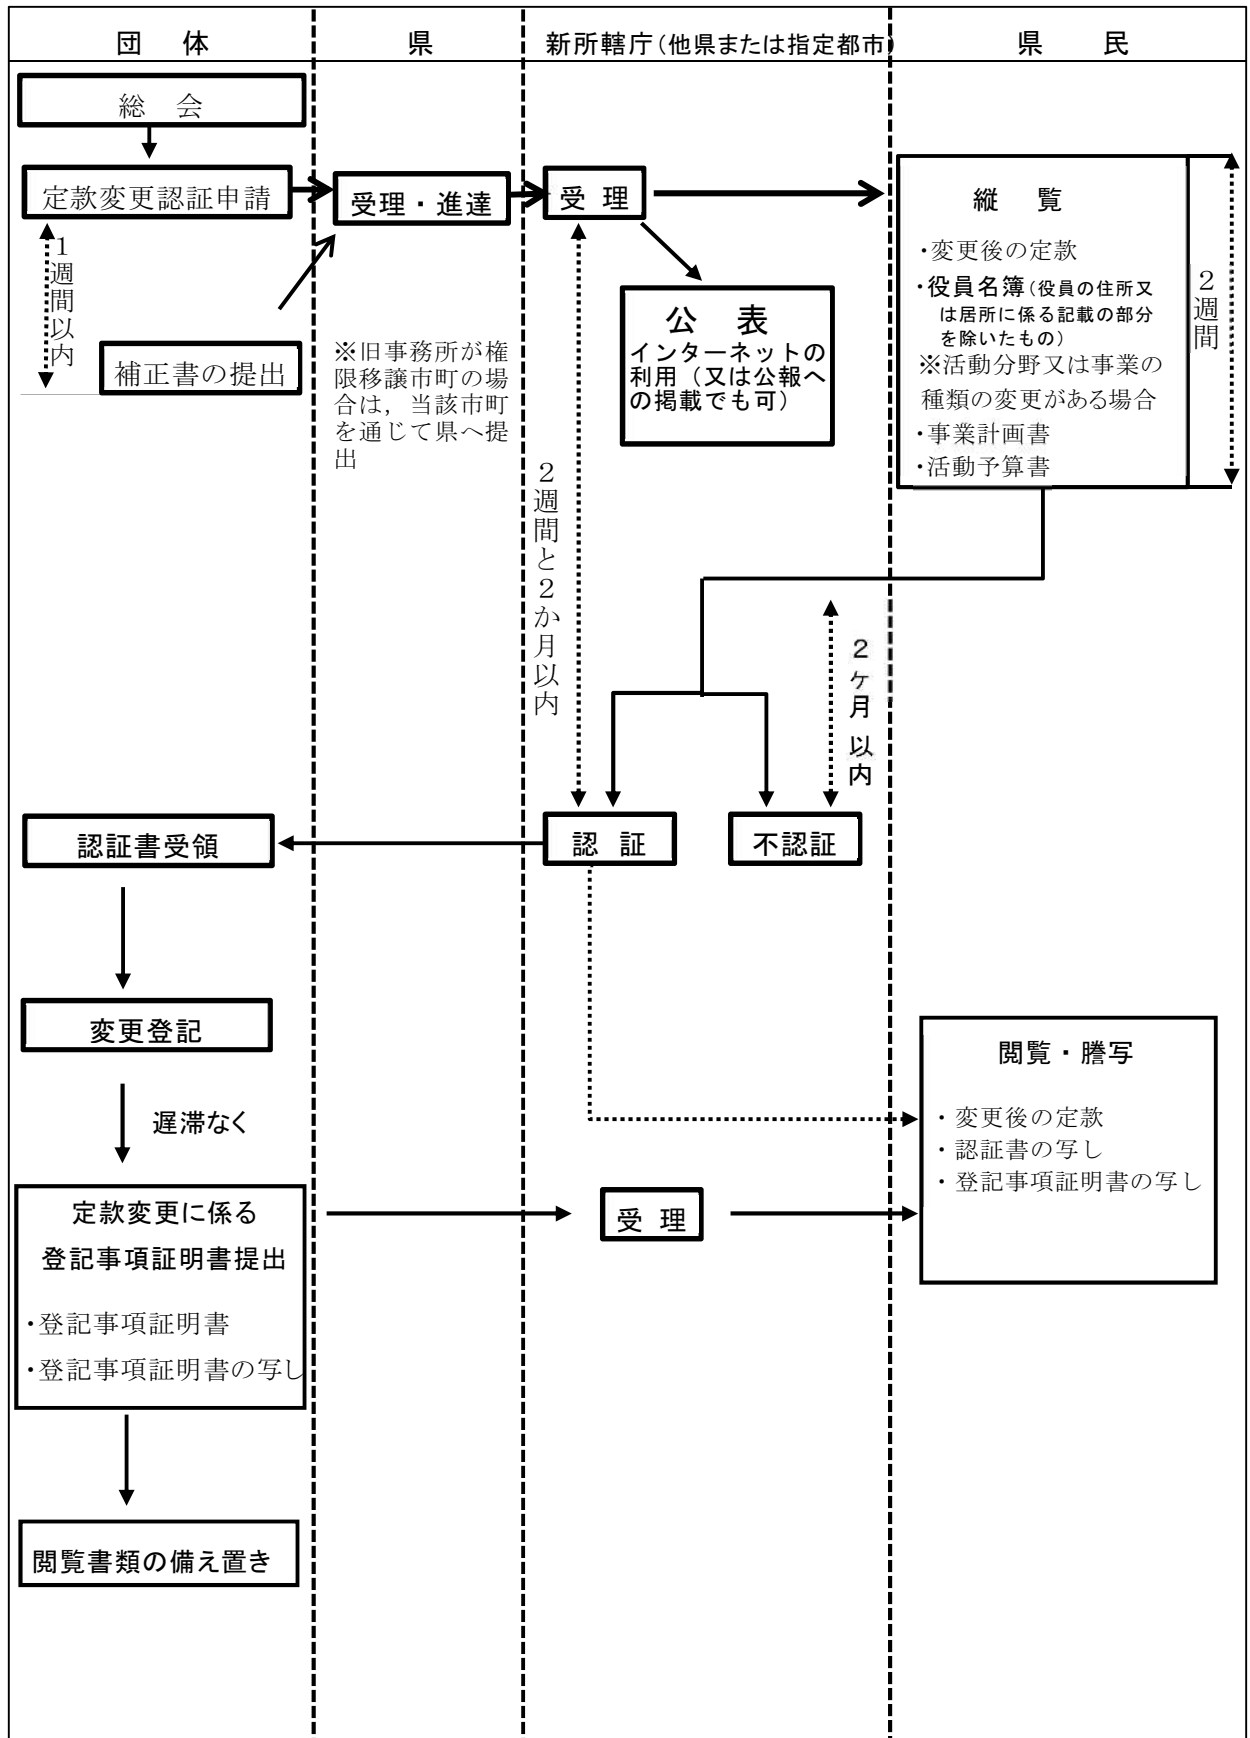 団　体
県
新所轄庁(他県または指定都市)
県　民
総　会
定款変更認証申請
受理・進達
受 理
縦　覧
・変更後の定款
・役員名簿(役員の住所又
は居所に係る記載の部分
を除いたもの)
※活動分野又は事業の
種類の変更がある場合
・事業計画書
・活動予算書
２週間
１週間以内
補正書の提出
※旧事務所が権
限移譲市町の場
合は，当該市町
を通じて県へ提
出
公　表
インターネットの
利用（又は公報へ
の掲載でも可）
２週間と２か月以内
２ヶ月以内
認証書受領
認 証
不認証
変更登記
遅滞なく
閲覧・謄写
・変更後の定款
・認証書の写し
・登記事項証明書の写し
定款変更に係る
登記事項証明書提出
・登記事項証明書
・登記事項証明書の写し
受 理
閲覧書類の備え置き